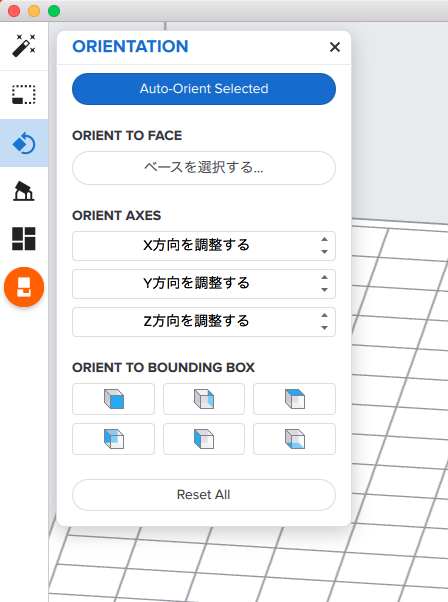 ORIENTATION
Auto-Orient Selected
ORIENT TO FACE
ベースを選択する...
ORIENT AXES
X方向を調整する
Y方向を調整する
Z方向を調整する
ORIENT TO BOUNDING BOX
Reset All